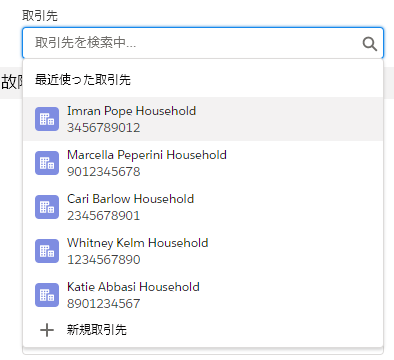 取引先
取引先を検索中...
最近使った取引先
Imran Pope Household
3456789012
Marcella Peperini Household
9012345678
Cari Barlow Household
2345678901
Whitney Kelm Household
1234567890
Katie Abbasi Household
8901234567
新規取引先